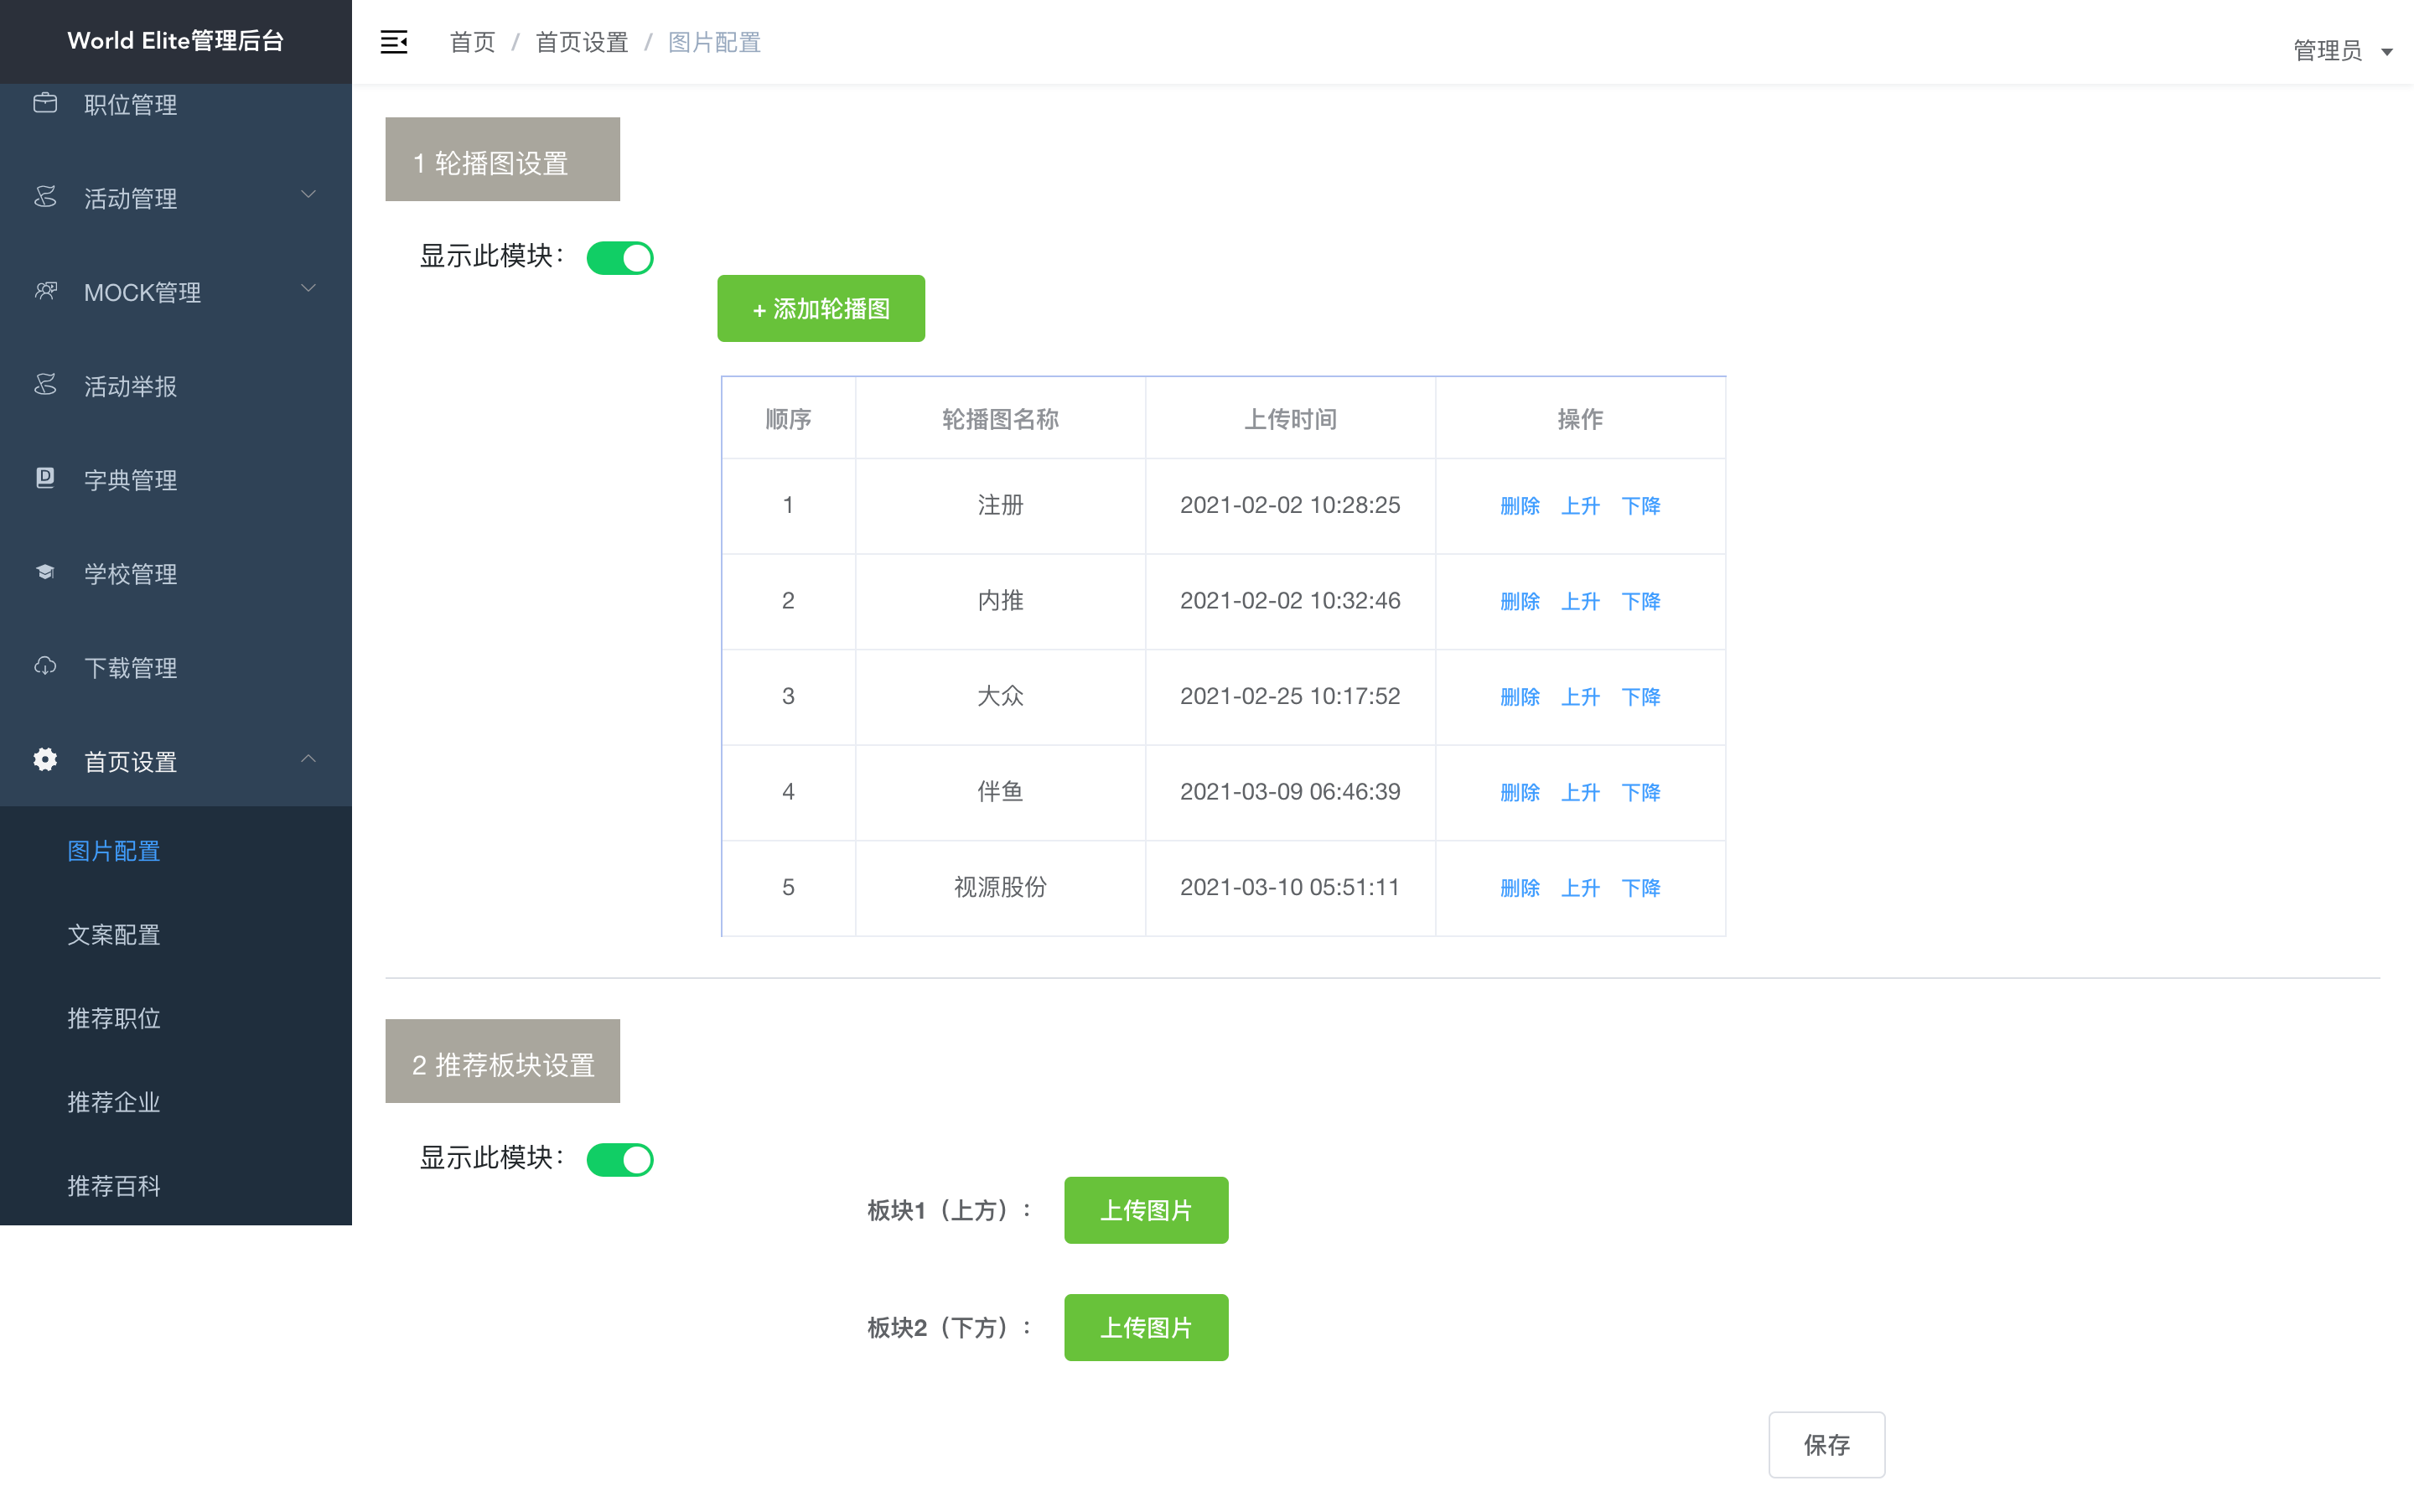 World Elite管理后台
职位管理
活动管理
MOCK管理
活动举报
字典管理
学校管理
下载管理
首页设置
图片配置
文案配置
推荐职位
推荐企业
推荐百科
首页 / 首页设置 / 图片配置
管理员
1 轮播图设置
显示此模块：
+ 添加轮播图
顺序 轮播图名称 上传时间 操作
1 注册 2021-02-02 10:28:25 删除 上升 下降
2 内推 2021-02-02 10:32:46 删除 上升 下降
3 大众 2021-02-25 10:17:52 删除 上升 下降
4 伴鱼 2021-03-09 06:46:39 删除 上升 下降
5 视源股份 2021-03-10 05:51:11 删除 上升 下降
2 推荐板块设置
显示此模块：
板块1（上方）： 上传图片
板块2（下方）： 上传图片
保存